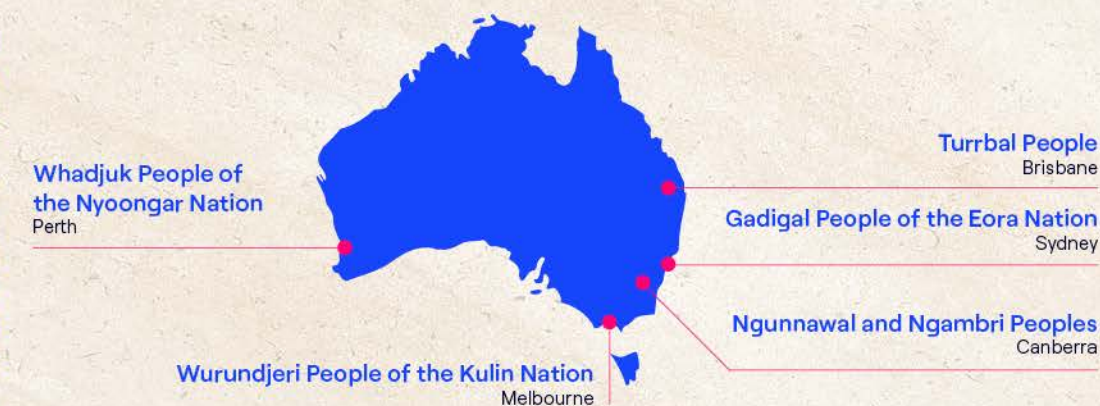 Whadjuk People of
the Nyoongar Nation
Perth
Turrbal People
Brisbane
Gadigal People of the Eora Nation
Sydney
Ngunnawal and Ngambri Peoples
Canberra
Wurundjeri People of the Kulin Nation
Melbourne